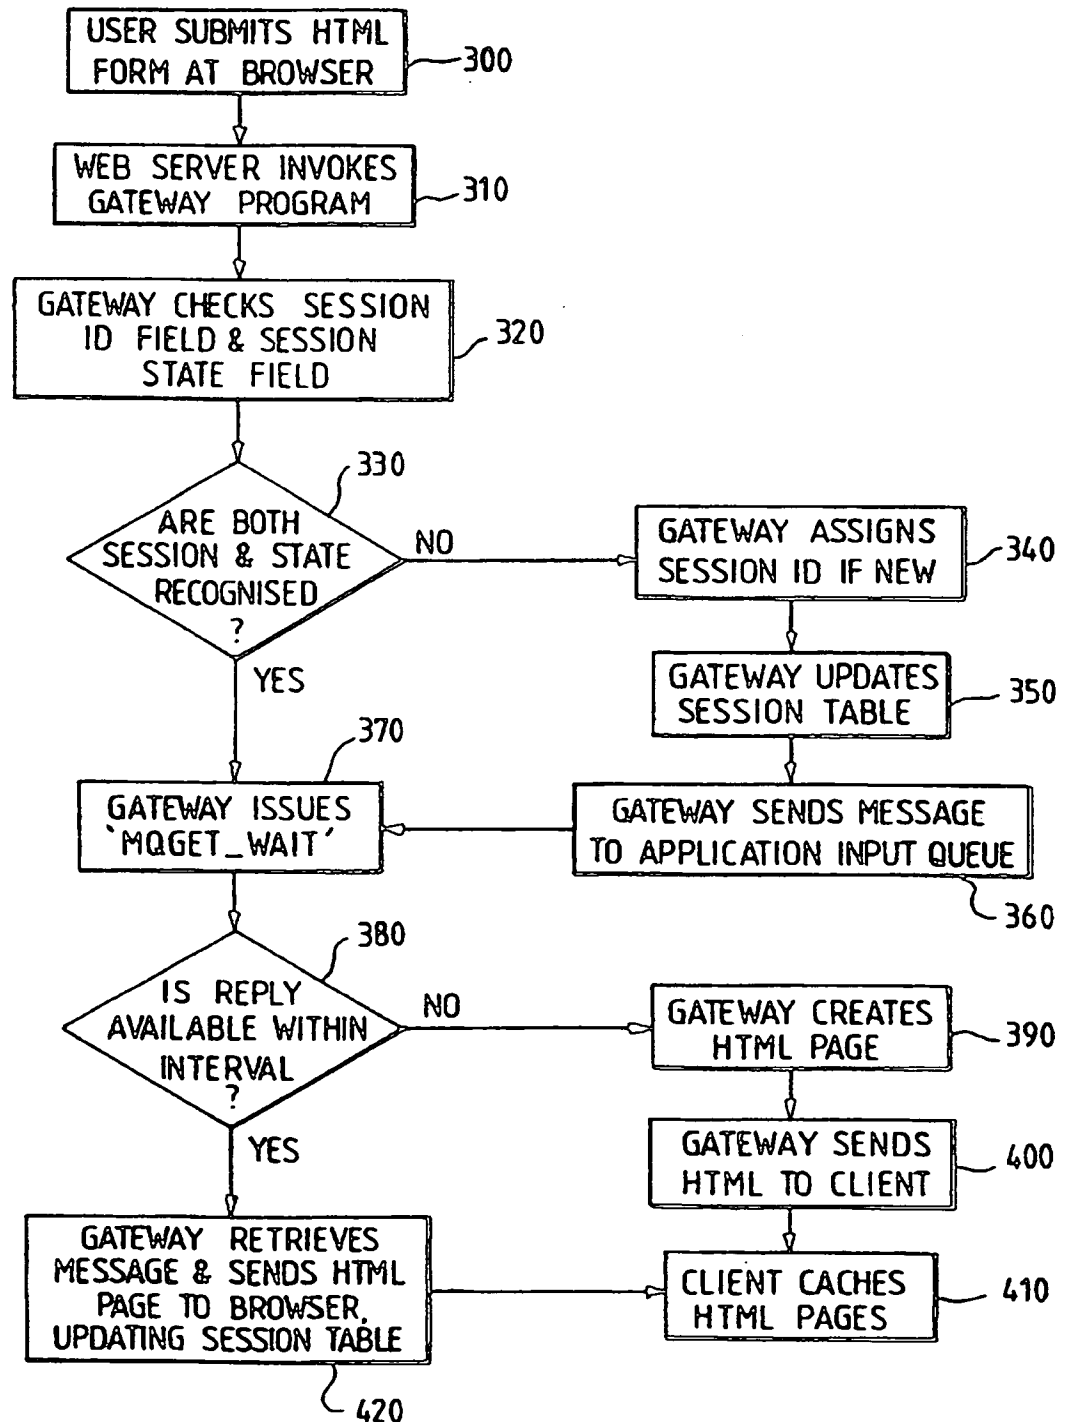 USER SUBMITS HTML
FORM AT BROWSER
300
WEB SERVER INVOKES
GATEWAY PROGRAM
310
GATEWAY CHECKS SESSION
ID FIELD & SESSION
STATE FIELD
320
330
ARE BOTH
SESSION & STATE
RECOGNISED
?
NO
YES
GATEWAY ASSIGNS
SESSION ID IF NEW
340
GATEWAY UPDATES
SESSION TABLE
350
GATEWAY SENDS MESSAGE
TO APPLICATION INPUT QUEUE
360
370
GATEWAY ISSUES
'MQGET_WAIT'
380
IS REPLY
AVAILABLE WITHIN
INTERVAL
?
NO
YES
GATEWAY CREATES
HTML PAGE
390
GATEWAY SENDS
HTML TO CLIENT
400
CLIENT CACHES
HTML PAGES
410
GATEWAY RETRIEVES
MESSAGE & SENDS HTML
PAGE TO BROWSER,
UPDATING SESSION TABLE
420